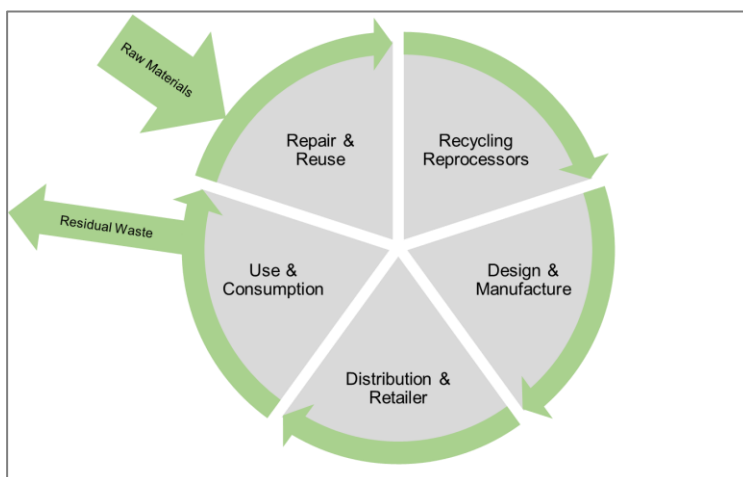 Raw Materials
Repair &
Reuse
Recycling
Reprocessors
Residual Waste
Use &
Consumption
Design &
Manufacture
Distribution &
Retailer